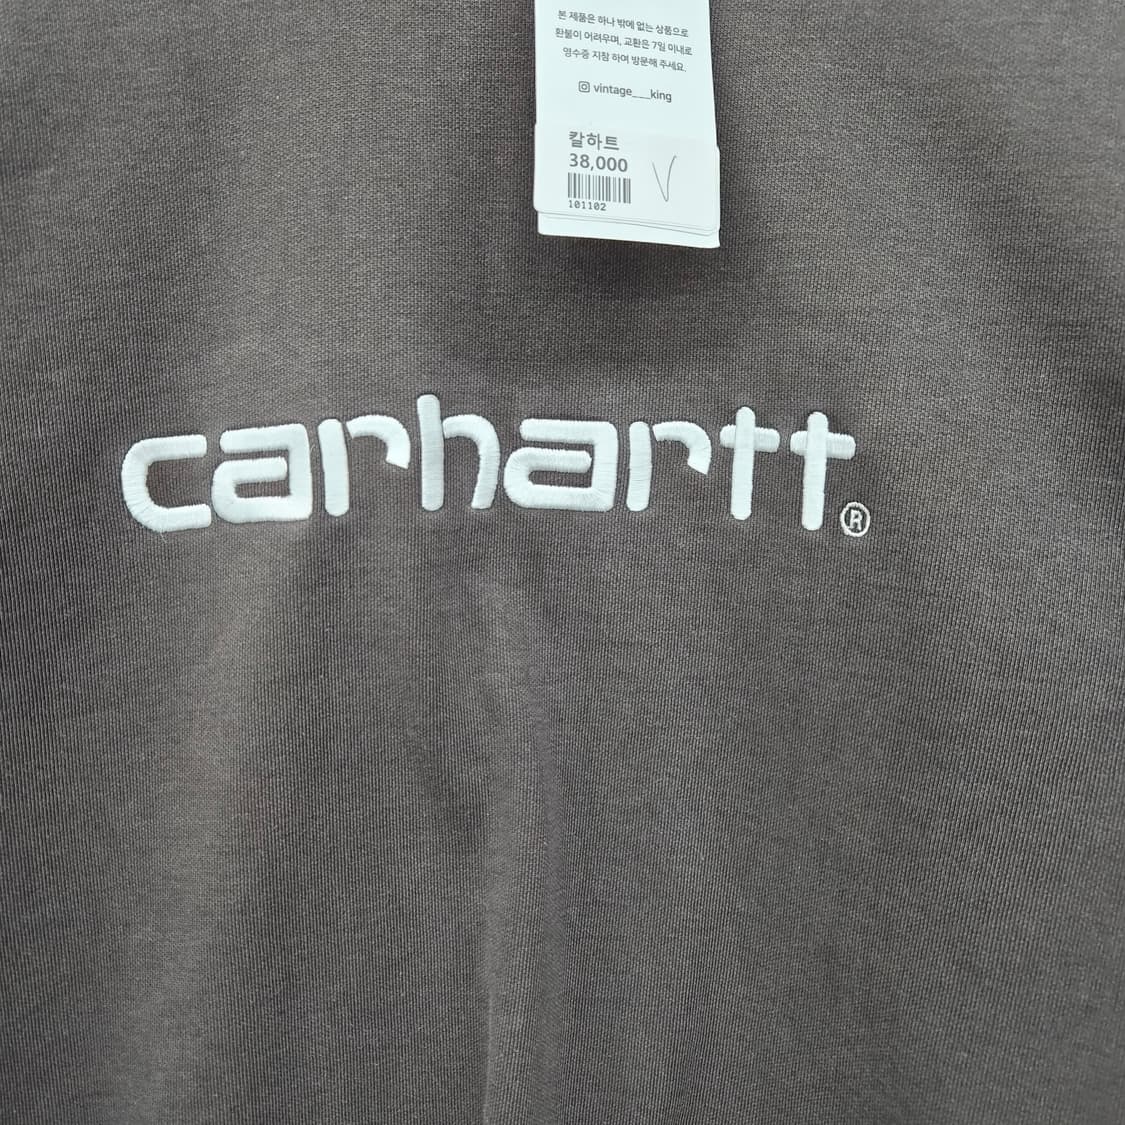 본 제품은 하나 밖에 없는 상품으로
환불이 어려우며, 교환은 7일 이내로
영수증 지참 하여 방문해 주세요.
vintage___king
칼하트
38,000
V
101102
carhartt®